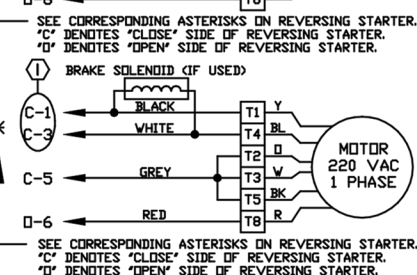 O-8
T8
SEE CORRESPONDING ASTERISKS ON REVERSING STARTER.
"C" DENOTES "CLOSE" SIDE OF REVERSING STARTER.
"O" DENOTES "OPEN" SIDE OF REVERSING STARTER.
I
BRAKE SOLENOID (IF USED)
C-1 BLACK T1 Y
C-3 WHITE T4 BL
T2 O
C-5 GREY T3 W
T5 BK
O-6 RED T8 R
MOTOR
220 VAC
1 PHASE
SEE CORRESPONDING ASTERISKS ON REVERSING STARTER.
"C" DENOTES "CLOSE" SIDE OF REVERSING STARTER.
"O" DENOTES "OPEN" SIDE OF REVERSING STARTER.